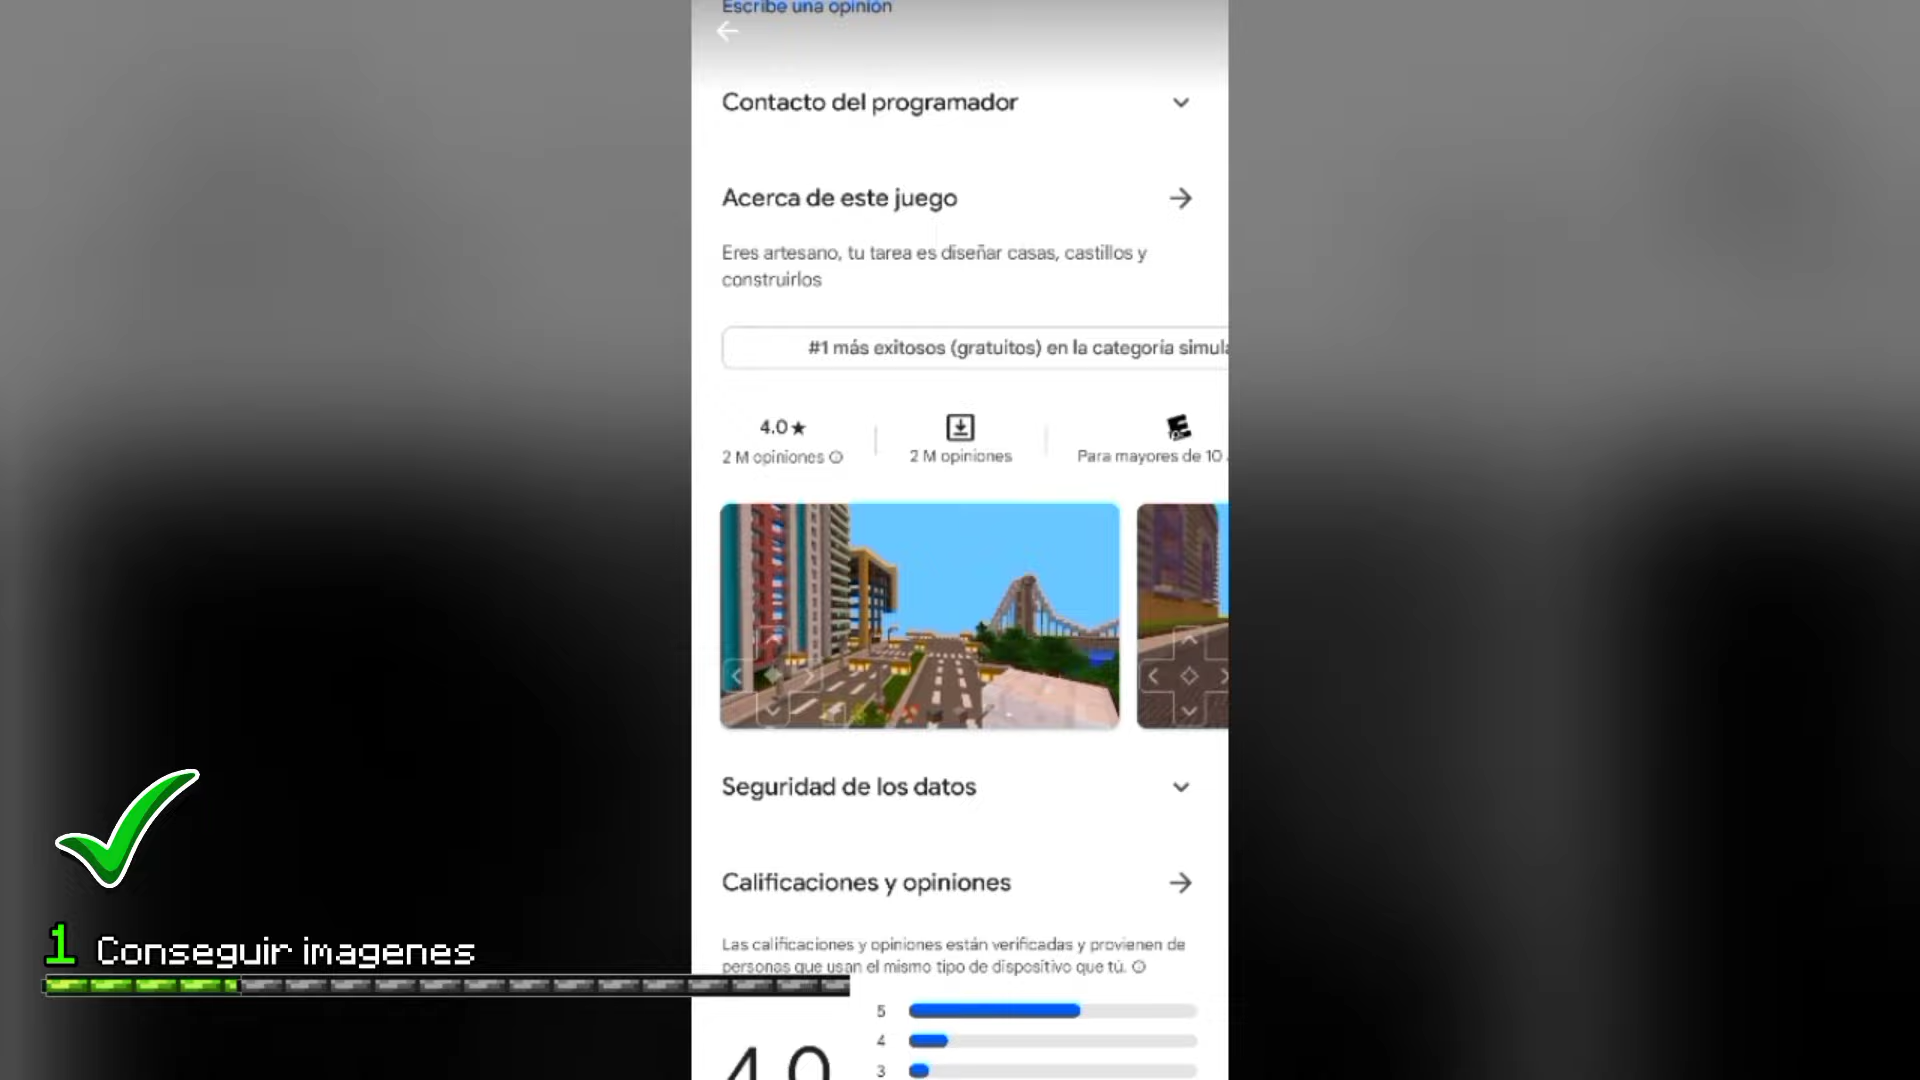 Escribe una opinión
Contacto del programador
Acerca de este juego
Eres artesano, tu tarea es diseñar casas, castillos y
construirlos
#1 más exitosos (gratuitos) en la categoría simula
4.0★
2 M opiniones
2 M opiniones
Para mayores de 10
Seguridad de los datos
Calificaciones y opiniones
Las calificaciones y opiniones están verificadas y provienen de
personas que usan el mismo tipo de dispositivo que tú.
1 Conseguir imagenes
5
4
3
4.0